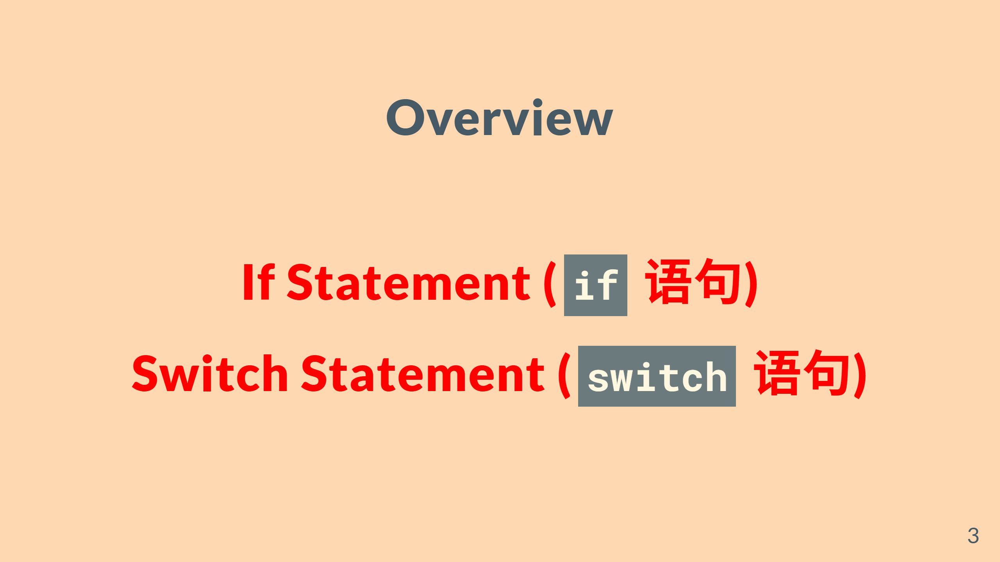 Overview
If Statement (if 语句)
Switch Statement (switch 语句)
3